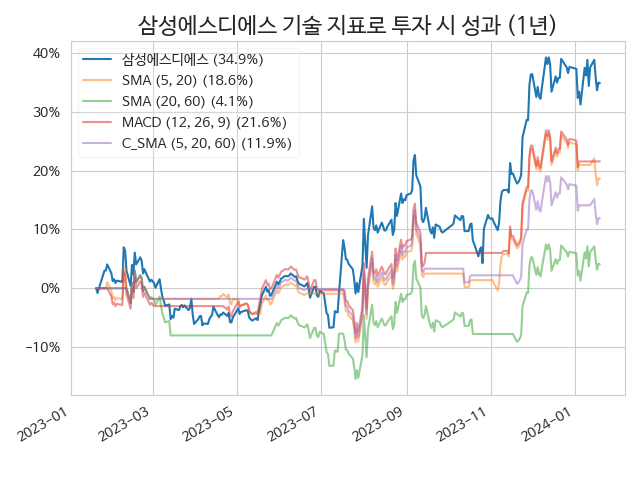 삼성에스디에스 기술 지표로 투자 시 성과 (1년)
40%
30%
20%
10%
0%
−10%
삼성에스디에스 (34.9%)
SMA (5, 20) (18.6%)
SMA (20, 60) (4.1%)
MACD (12, 26, 9) (21.6%)
C_SMA (5, 20, 60) (11.9%)
2023−01
2023−03
2023−05
2023−07
2023−09
2023−11
2024−01